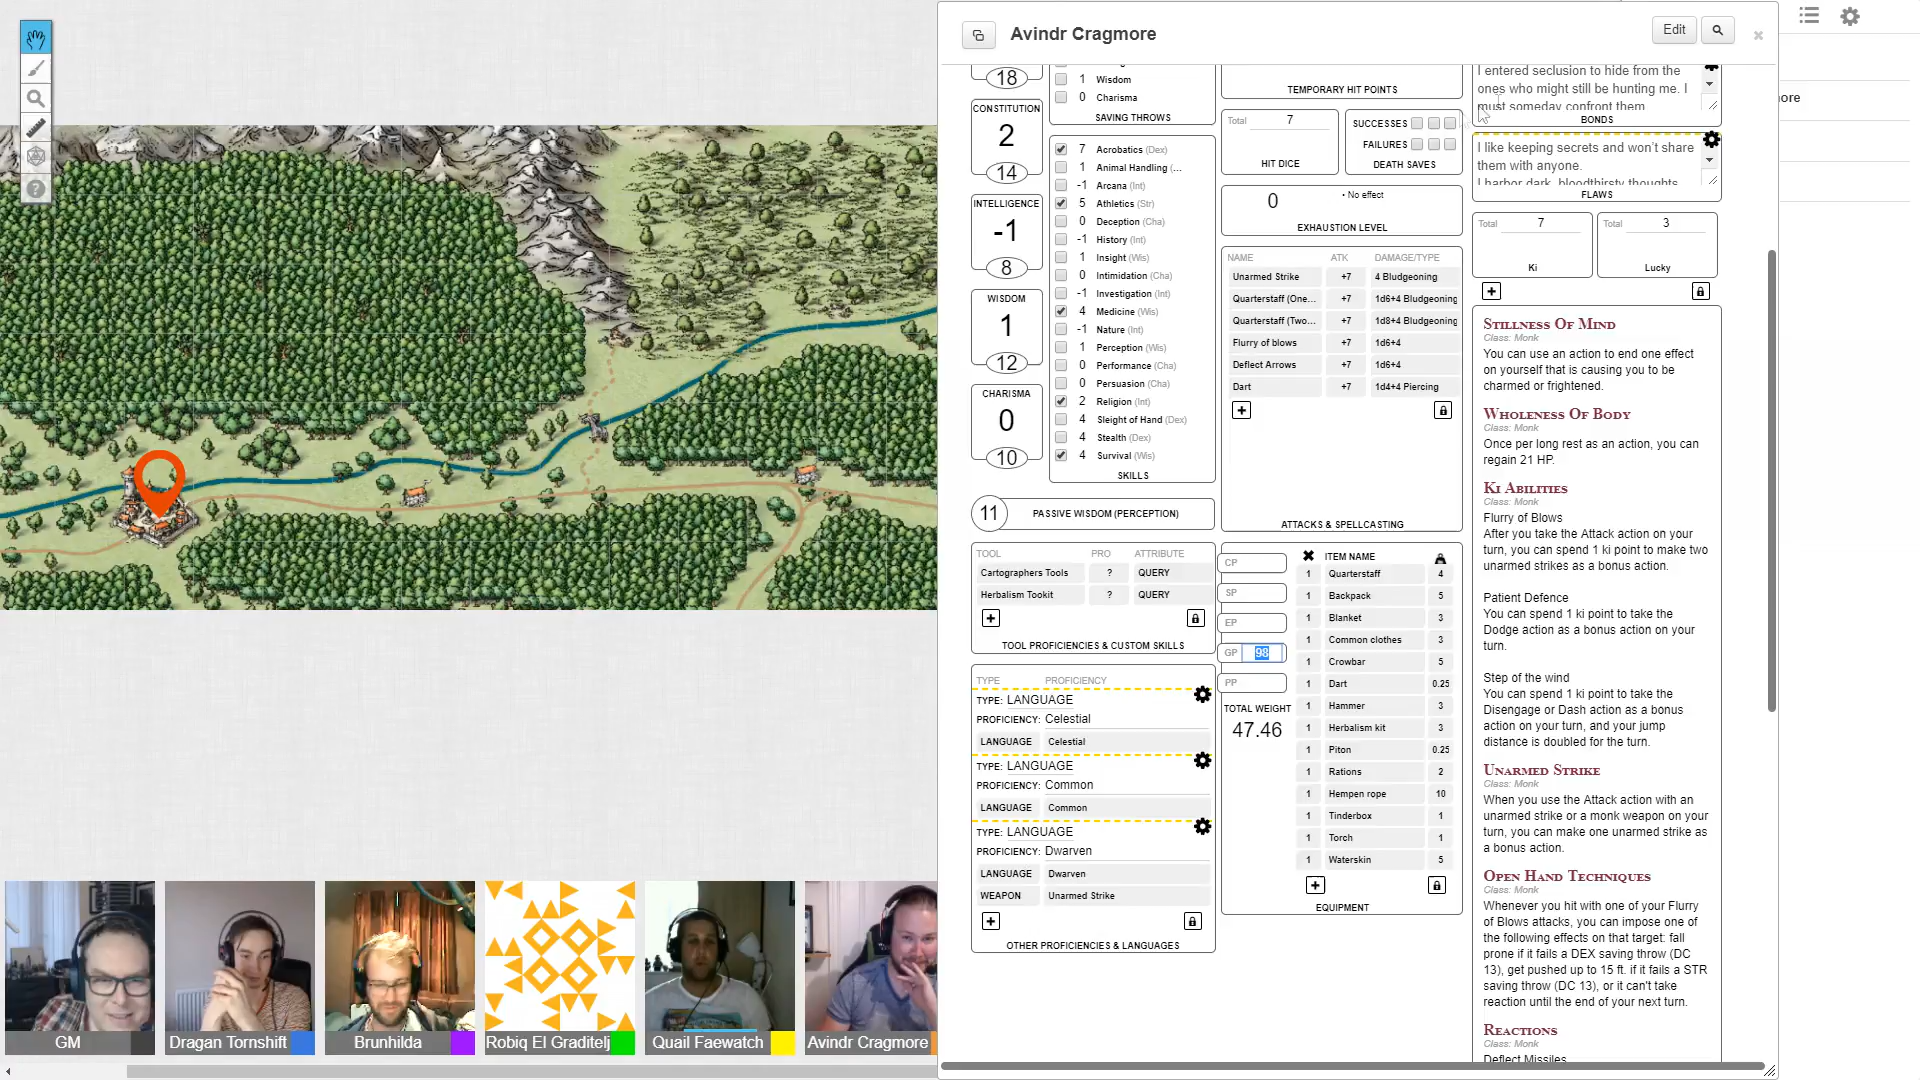 Avindr Cragmore
Edit
18
CONSTITUTION
2
14
INTELLIGENCE
-1
8
WISDOM
1
12
CHARISMA
0
10
1 Wisdom
0 Charisma
SAVING THROWS
7 Acrobatics (Dex)
1 Animal Handling (...
-1 Arcana (Int)
5 Athletics (Str)
0 Deception (Cha)
-1 History (Int)
1 Insight (Wis)
0 Intimidation (Cha)
-1 Investigation (Int)
4 Medicine (Wis)
-1 Nature (Int)
1 Perception (Wis)
0 Performance (Cha)
0 Persuasion (Cha)
2 Religion (Int)
4 Sleight of Hand (Dex)
4 Stealth (Dex)
4 Survival (Wis)
SKILLS
11 PASSIVE WISDOM (PERCEPTION)
TOOL PRO ATTRIBUTE
Cartographers Tools ? QUERY
Herbalism Tookit ? QUERY
TOOL PROFICIENCIES & CUSTOM SKILLS
TYPE PROFICIENCY
TYPE: LANGUAGE
PROFICIENCY: Celestial
LANGUAGE Celestial
TYPE: LANGUAGE
PROFICIENCY: Common
LANGUAGE Common
TYPE: LANGUAGE
PROFICIENCY: Dwarven
LANGUAGE Dwarven
WEAPON Unarmed Strike
OTHER PROFICIENCIES & LANGUAGES
TEMPORARY HIT POINTS
Total 7
HIT DICE
SUCCESSES
FAILURES
DEATH SAVES
0 • No effect
EXHAUSTION LEVEL
NAME ATK DAMAGE/TYPE
Unarmed Strike +7 4 Bludgeoning
Quarterstaff (One... +7 1d6+4 Bludgeoning
Quarterstaff (Two... +7 1d8+4 Bludgeoning
Flurry of blows +7 1d6+4
Deflect Arrows +7 1d6+4
Dart +7 1d4+4 Piercing
ATTACKS & SPELLCASTING
CP
SP
EP
GP 98
PP
TOTAL WEIGHT
47.46
ITEM NAME
1 Quarterstaff 4
1 Backpack 5
1 Blanket 3
1 Common clothes 3
1 Crowbar 5
1 Dart 0.25
1 Hammer 3
1 Herbalism kit 3
1 Piton 0.25
1 Rations 2
1 Hempen rope 10
1 Tinderbox 1
1 Torch 1
1 Waterskin 5
EQUIPMENT
I entered seclusion to hide from the
ones who might still be hunting me. I
must someday confront them
BONDS
I like keeping secrets and won't share
them with anyone.
I harbor dark, bloodthirsty thoughts
FLAWS
Total 7
Ki
Total 3
Lucky
STILLNESS OF MIND
Class: Monk
You can use an action to end one effect
on yourself that is causing you to be
charmed or frightened.
WHOLENESS OF BODY
Class: Monk
Once per long rest as an action, you can
regain 21 HP.
KI ABILITIES
Class: Monk
Flurry of Blows
After you take the Attack action on your
turn, you can spend 1 ki point to make two
unarmed strikes as a bonus action.
Patient Defence
You can spend 1 ki point to take the
Dodge action as a bonus action on your
turn.
Step of the wind
You can spend 1 ki point to take the
Disengage or Dash action as a bonus
action on your turn, and your jump
distance is doubled for the turn.
UNARMED STRIKE
Class: Monk
When you use the Attack action with an
unarmed strike or a monk weapon on your
turn, you can make one unarmed strike as
a bonus action.
OPEN HAND TECHNIQUES
Class: Monk
Whenever you hit with one of your Flurry
of Blows attacks, you can impose one of
the following effects on that target: fall
prone if it fails a DEX saving throw (DC
13), get pushed up to 15 ft. if it fails a STR
saving throw (DC 13), or it can't take
reaction until the end of your next turn.
REACTIONS
Class: Monk
Deflect Missiles
ore
GM
Dragan Tornshift
Brunhilda
Robiq El Graditelj
Quail Faewatch
Avindr Cragmore